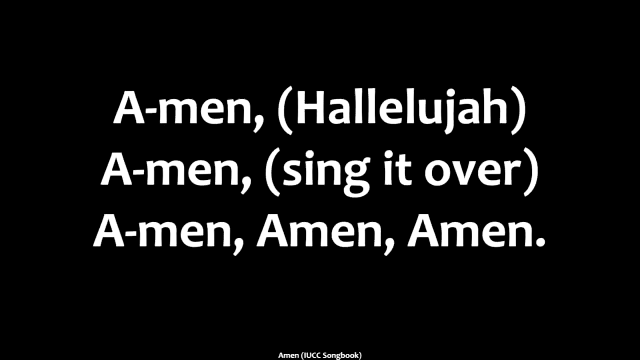 A-men, (Hallelujah)
A-men, (sing it over)
A-men, Amen, Amen.
Amen (IUCC Songbook)